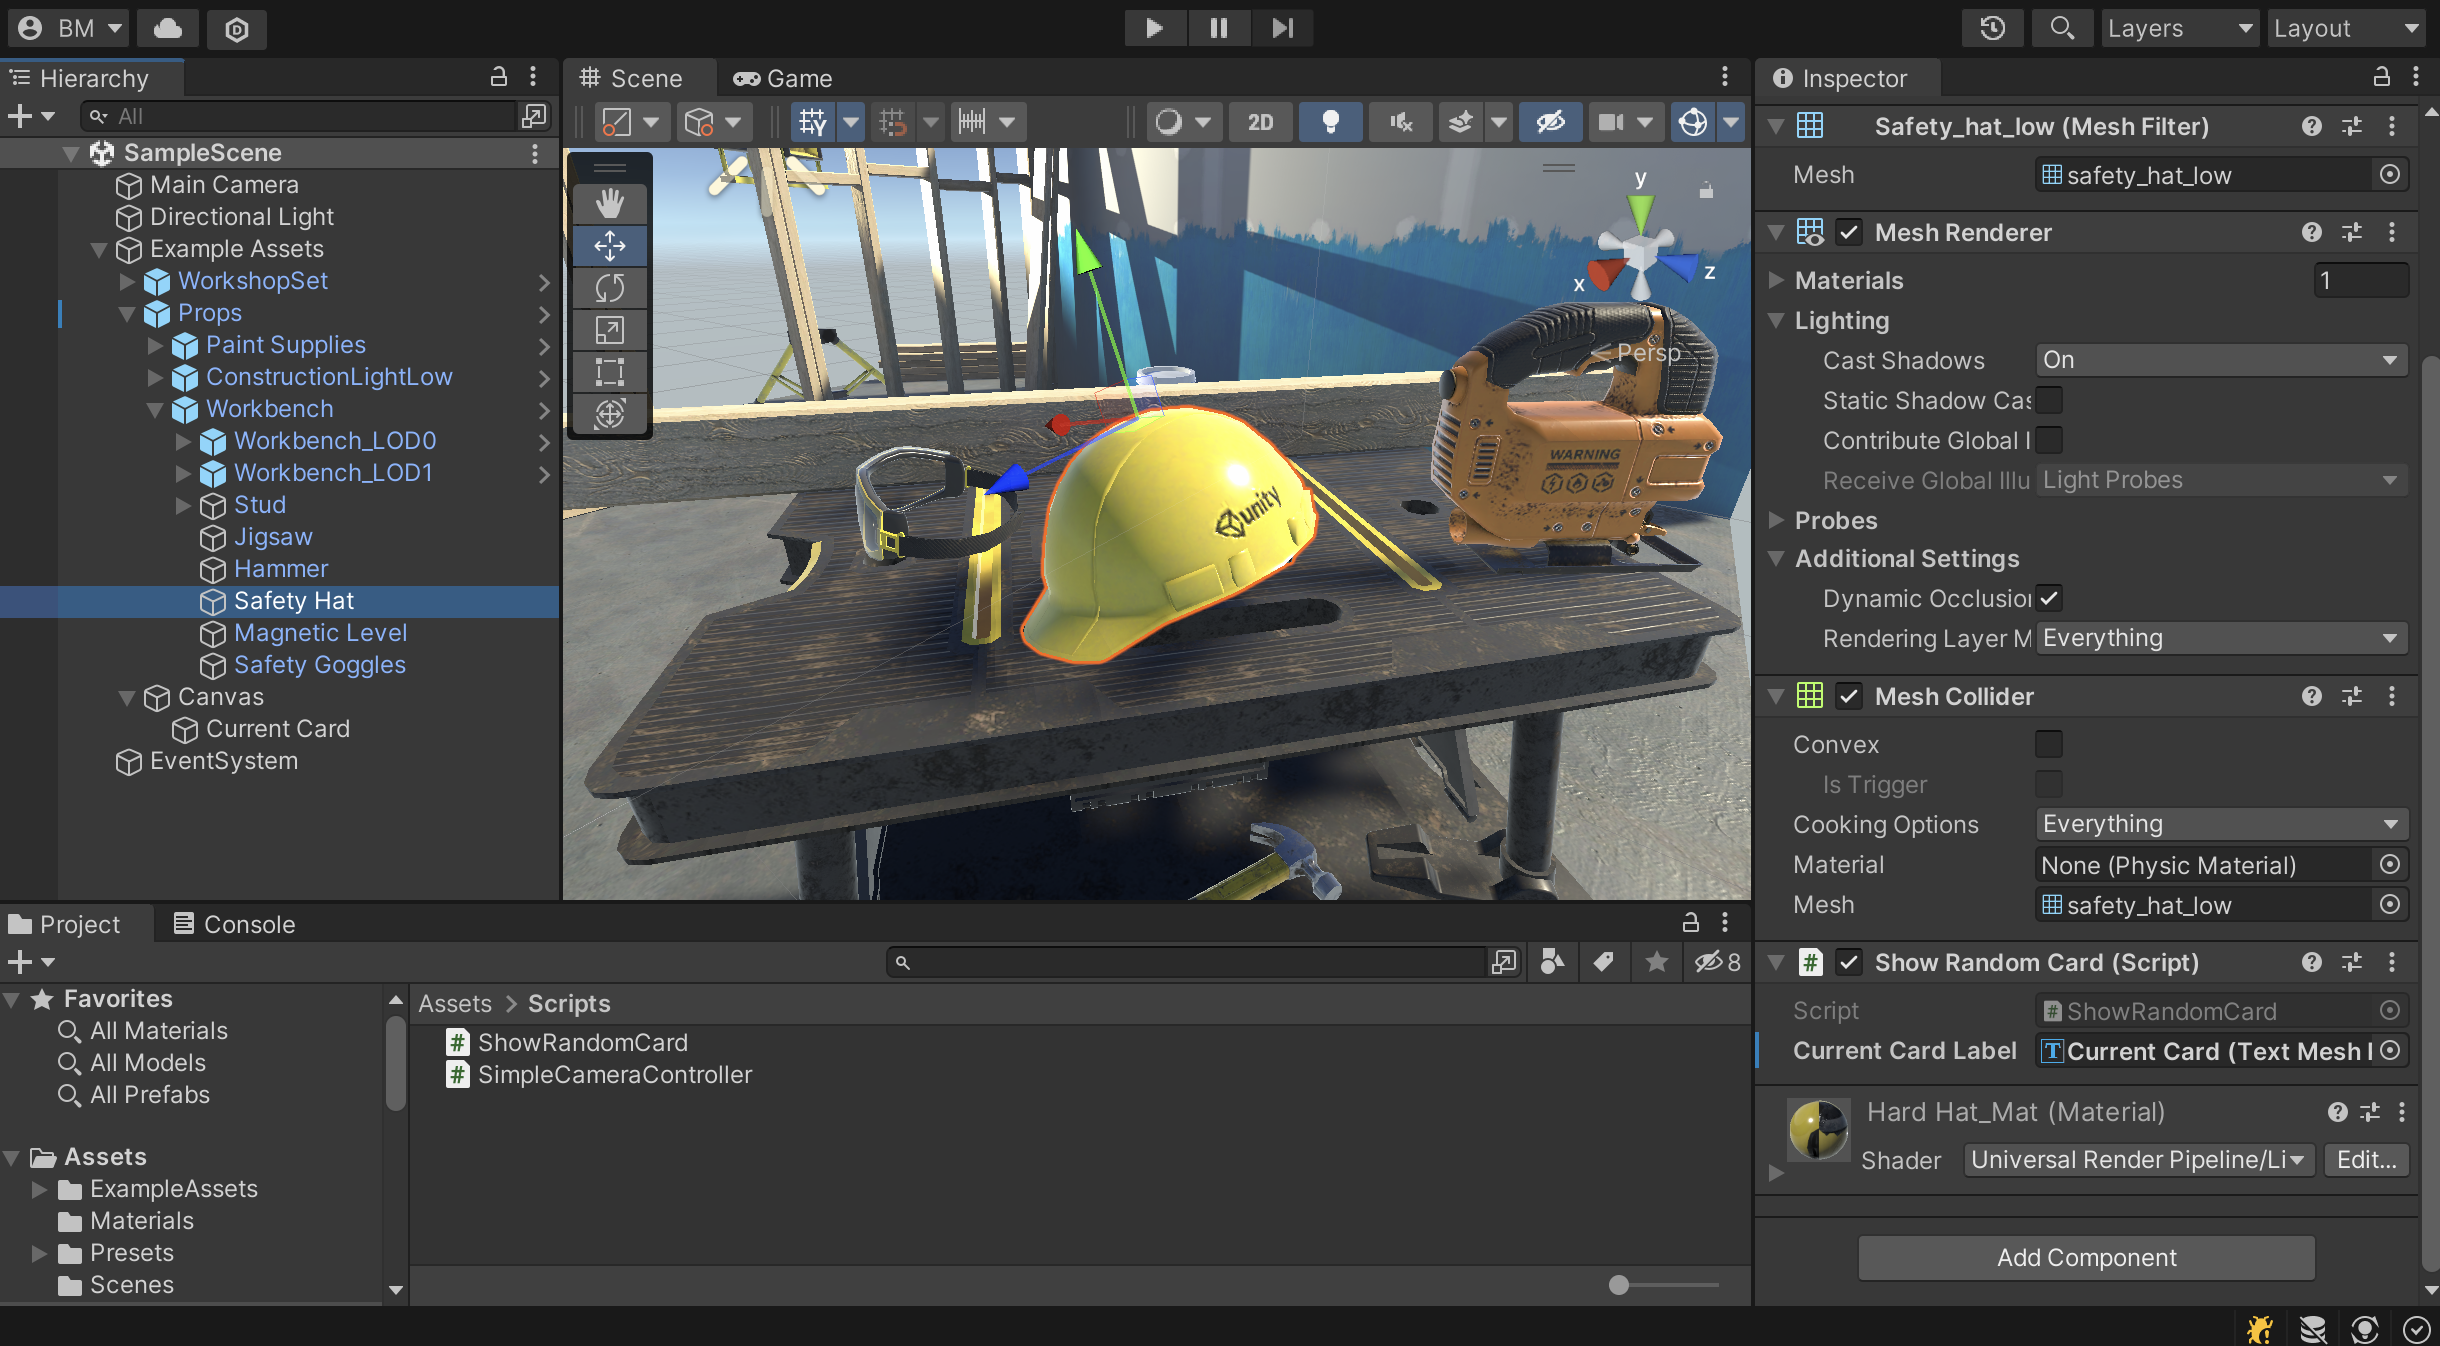 BM
Layers
Layout
Hierarchy
All
SampleScene
Main Camera
Directional Light
Example Assets
WorkshopSet
Props
Paint Supplies
ConstructionLightLow
Workbench
Workbench_LOD0
Workbench_LOD1
Stud
Jigsaw
Hammer
Safety Hat
Magnetic Level
Safety Goggles
Canvas
Current Card
EventSystem
Scene
Game
2D
y
x
z
Persp
WARNING
unity
Inspector
Safety_hat_low (Mesh Filter)
Mesh
safety_hat_low
Mesh Renderer
Materials
1
Lighting
Cast Shadows
On
Static Shadow Cas
Contribute Global I
Receive Global Illu
Light Probes
Probes
Additional Settings
Dynamic Occlusion
Rendering Layer M
Everything
Mesh Collider
Convex
Is Trigger
Cooking Options
Everything
Material
None (Physic Material)
Mesh
safety_hat_low
Show Random Card (Script)
Script
ShowRandomCard
Current Card Label
Current Card (Text Mesh
Hard Hat_Mat (Material)
Shader
Universal Render Pipeline/Li
Edit...
Add Component
Project
Console
8
Favorites
All Materials
All Models
All Prefabs
Assets
ExampleAssets
Materials
Presets
Scenes
Assets > Scripts
ShowRandomCard
SimpleCameraController